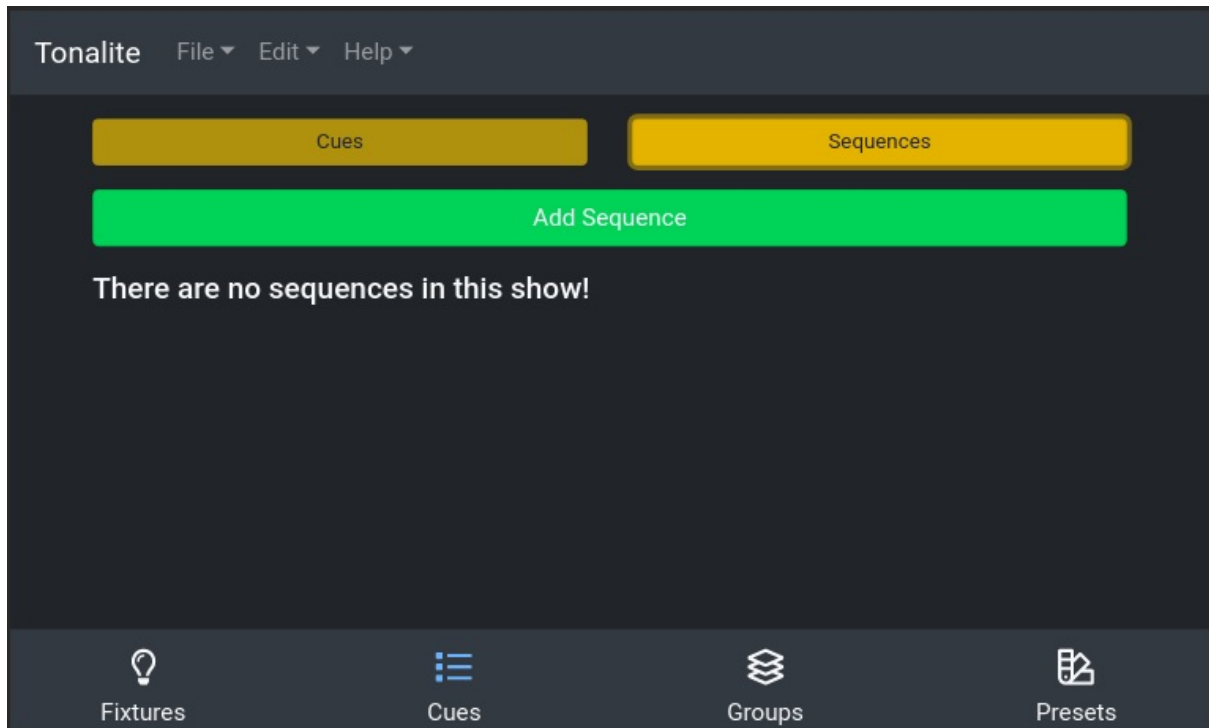 Tonalite File Edit Help
Cues Sequences
Add Sequence
There are no sequences in this show!
Fixtures Cues Groups Presets